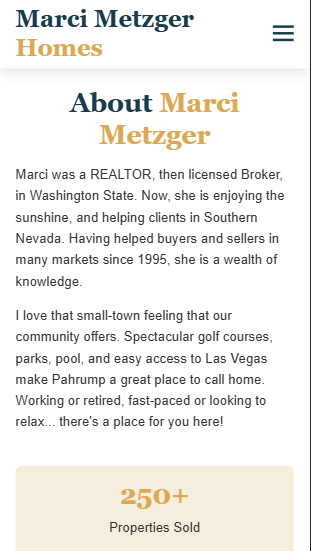 Marci Metzger
Homes
About Marci
Metzger
Marci was a REALTOR, then licensed Broker,
in Washington State. Now, she is enjoying the
sunshine, and helping clients in Southern
Nevada. Having helped buyers and sellers in
many markets since 1995, she is a wealth of
knowledge.
I love that small-town feeling that our
community offers. Spectacular golf courses,
parks, pool, and easy access to Las Vegas
make Pahrump a great place to call home.
Working or retired, fast-paced or looking to
relax... there's a place for you here!
250+
Properties Sold